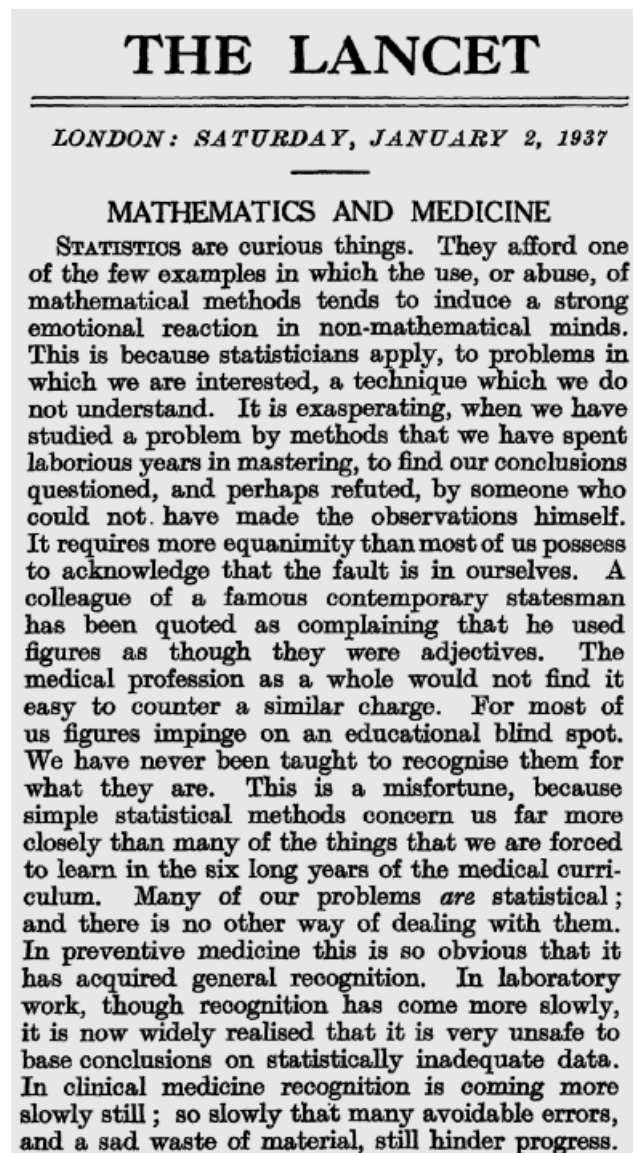 THE LANCET
LONDON: SATURDAY, JANUARY 2, 1937
MATHEMATICS AND MEDICINE
STATISTICS are curious things. They afford one
of the few examples in which the use, or abuse, of
mathematical methods tends to induce a strong
emotional reaction in non-mathematical minds.
This is because statisticians apply, to problems in
which we are interested, a technique which we do
not understand. It is exasperating, when we have
studied a problem by methods that we have spent
laborious years in mastering, to find our conclusions
questioned, and perhaps refuted, by someone who
could not have made the observations himself.
It requires more equanimity than most of us possess
to acknowledge that the fault is in ourselves. A
colleague of a famous contemporary statesman
has been quoted as complaining that he used
figures as though they were adjectives. The
medical profession as a whole would not find it
easy to counter a similar charge. For most of
us figures impinge on an educational blind spot.
We have never been taught to recognise them for
what they are. This is a misfortune, because
simple statistical methods concern us far more
closely than many of the things that we are forced
to learn in the six long years of the medical curri-
culum. Many of our problems are statistical;
and there is no other way of dealing with them.
In preventive medicine this is so obvious that it
has acquired general recognition. In laboratory
work, though recognition has come more slowly,
it is now widely realised that it is very unsafe to
base conclusions on statistically inadequate data.
In clinical medicine recognition is coming more
slowly still; so slowly that many avoidable errors,
and a sad waste of material, still hinder progress.